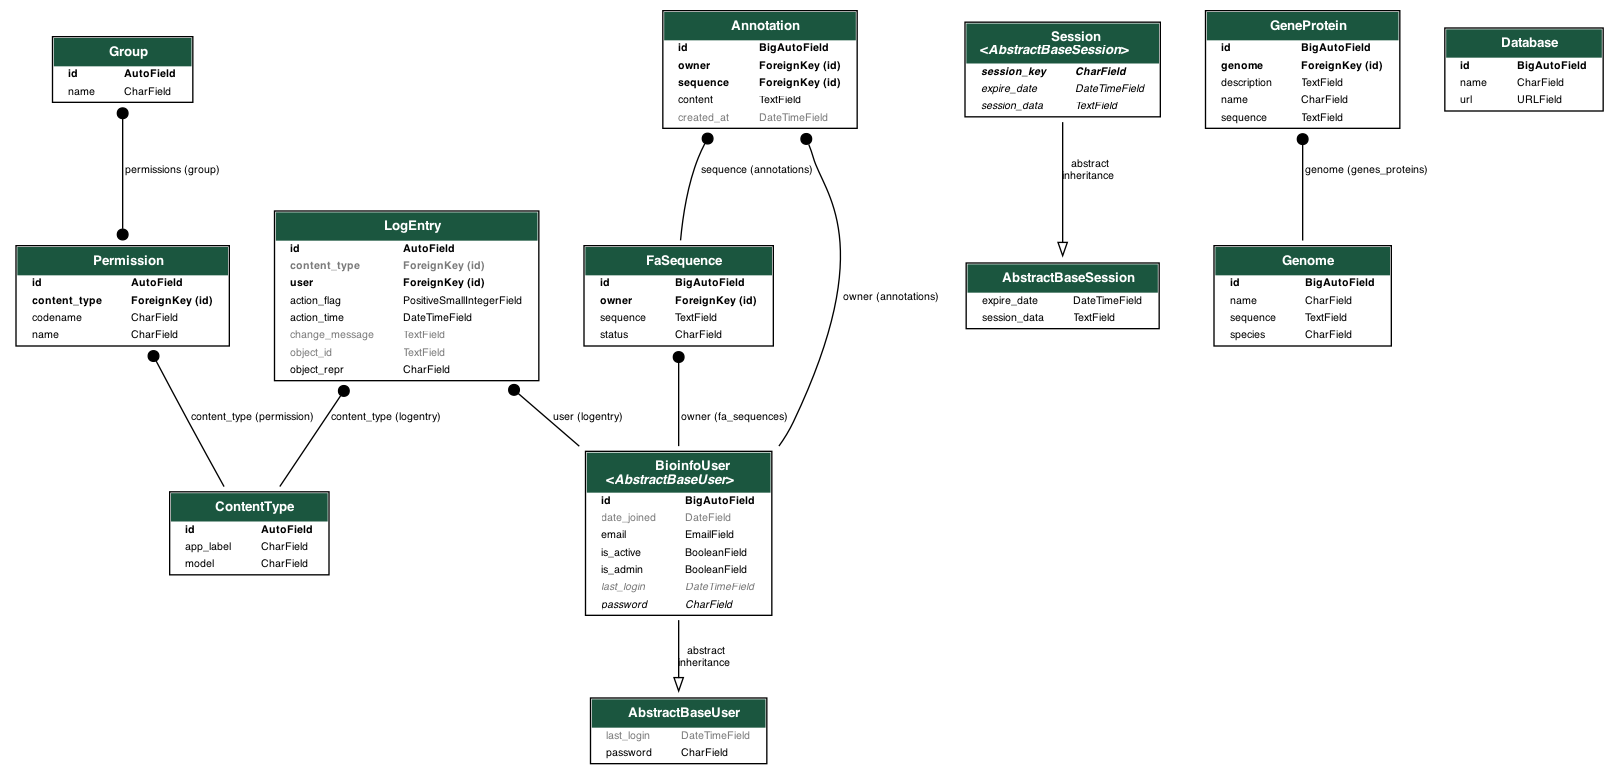 Group
id AutoField
name CharField
permissions (group)
Permission
id AutoField
content_type ForeignKey (id)
codename CharField
name CharField
content_type (permission)
LogEntry
id AutoField
content_type ForeignKey (id)
user ForeignKey (id)
action_flag PositiveSmallIntegerField
action_time DateTimeField
change_message TextField
object_id TextField
object_repr CharField
content_type (logentry)
user (logentry)
ContentType
id AutoField
app_label CharField
model CharField
Annotation
id BigAutoField
owner ForeignKey (id)
sequence ForeignKey (id)
content TextField
created_at DateTimeField
sequence (annotations)
owner (annotations)
FaSequence
id BigAutoField
owner ForeignKey (id)
sequence TextField
status CharField
owner (fa_sequences)
BioinfoUser
<AbstractBaseUser>
id BigAutoField
date_joined DateField
email EmailField
is_active BooleanField
is_admin BooleanField
last_login DateTimeField
password CharField
abstract
inheritance
AbstractBaseUser
last_login DateTimeField
password CharField
Session
<AbstractBaseSession>
session_key CharField
expire_date DateTimeField
session_data TextField
abstract
inheritance
AbstractBaseSession
expire_date DateTimeField
session_data TextField
GeneProtein
id BigAutoField
genome ForeignKey (id)
description TextField
name CharField
sequence TextField
genome (genes_proteins)
Genome
id BigAutoField
name CharField
sequence TextField
species CharField
Database
id BigAutoField
name CharField
url URLField